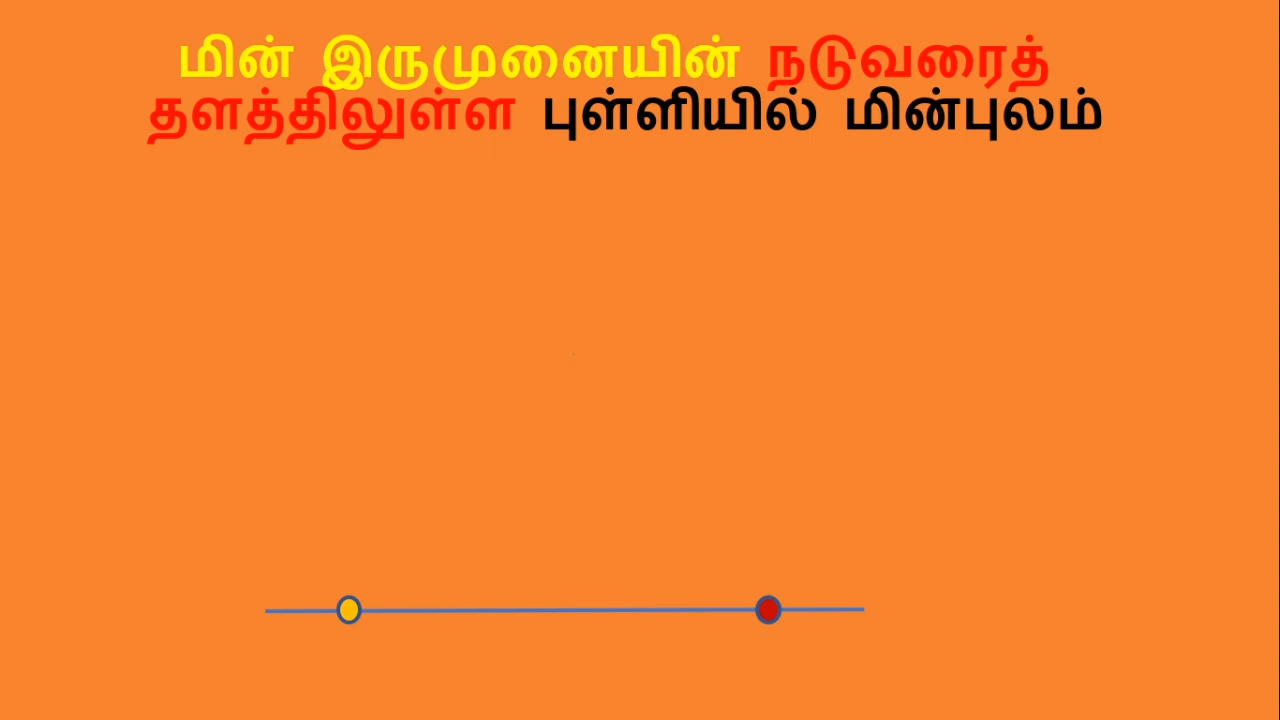 மின் இருமுனையின் நடுவரைத்
தளத்திலுள்ள புள்ளியில் மின்புலம்